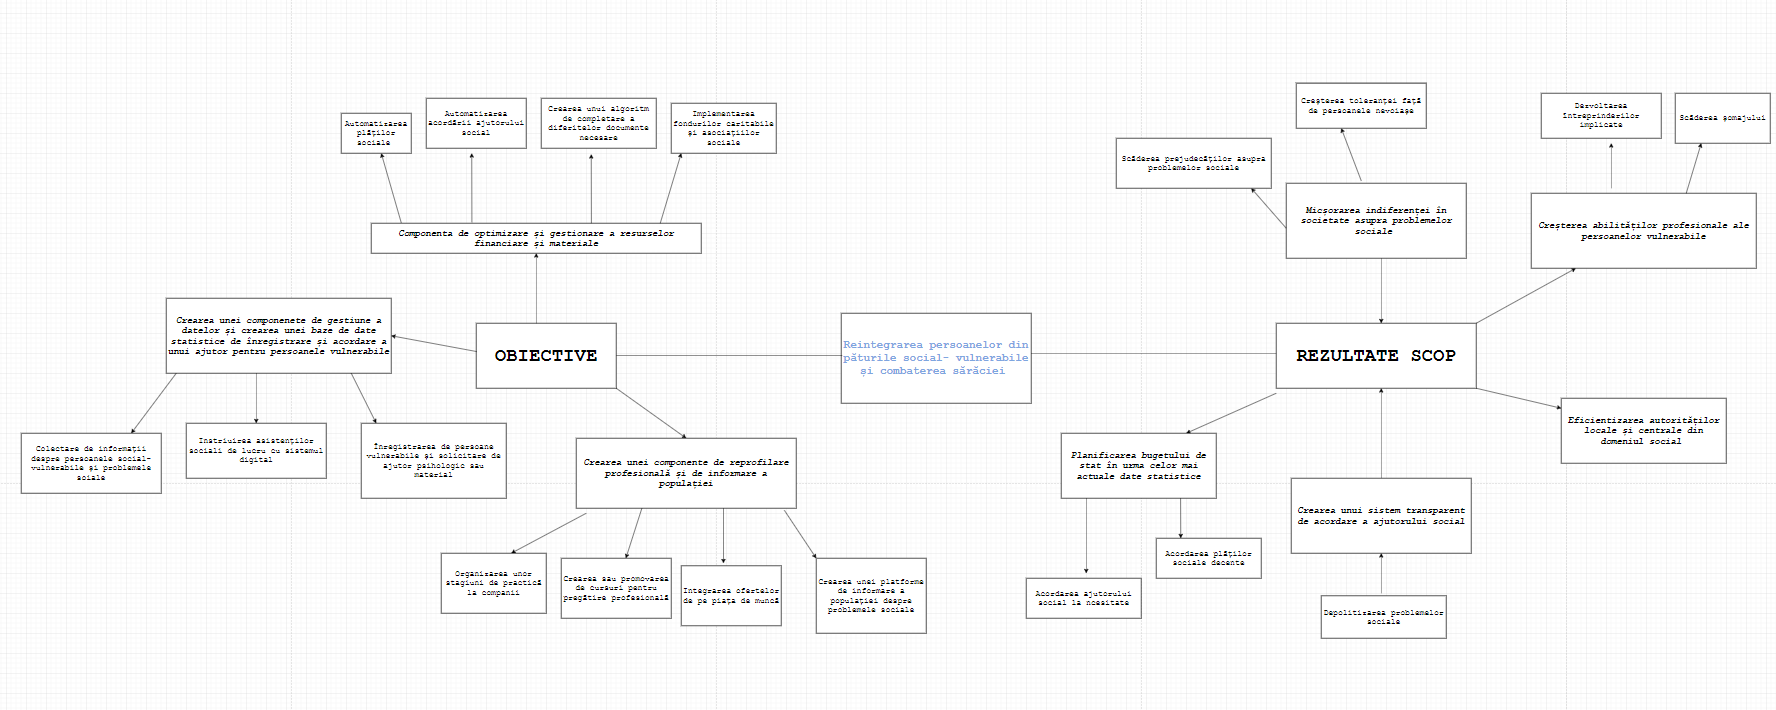 Automatizarea
plăților
sociale
Automatizarea
acordării ajutorului
social
Crearea unui algoritm
de completare a
diferitelor documente
necesare
Implementarea
fondurilor caritabile
și asociațiilor
sociale
Componenta de optimizare și gestionare a resurselor
financiare și materiale
Crearea unei componenete de gestiune a
datelor și crearea unei baze de date
statistice de înregistrare și acordare a
unui ajutor pentru persoanele vulnerabile
OBIECTIVE
Colectare de informații
despre persoanele social-
vulnerabile și problemele
sociale
Instriuirea asistenților
sociali de lucru cu sistemul
digital
Înregistrarea de persoane
vulnerabile și solicitare de
ajutor psihologic sau
material
Crearea unei componente de reprofilare
profesională și de informare a
populației
Organizarea unor
stagiuni de practică
la companii
Crearea sau promovarea
de cursuri pentru
pregătire profesională
Integrarea ofertelor
de pe piața de muncă
Crearea unei platforme
de informare a
populației despre
problemele sociale
Reintegrarea persoanelor din
păturile social- vulnerabile
și combaterea sărăciei
Scăderea prejudecăților asupra
problemelor sociale
Creșterea toleranței față
de persoanele nevoiașe
Micșorarea indiferenței în
societate asupra problemelor
sociale
Dezvoltarea
întreprinderilor
implicate
Scăderea șomajului
Creșterea abilităților profesionale ale
persoanelor vulnerabile
REZULTATE SCOP
Planificarea bugetului de
stat în urma celor mai
actuale date statistice
Acordarea ajutorului
social la ncesitate
Acordarea plăților
sociale decente
Crearea unui sistem transparent
de acordare a ajutorului social
Depolitizarea problemelor
sociale
Eficientizarea autorităților
locale și centrale din
domeniul social